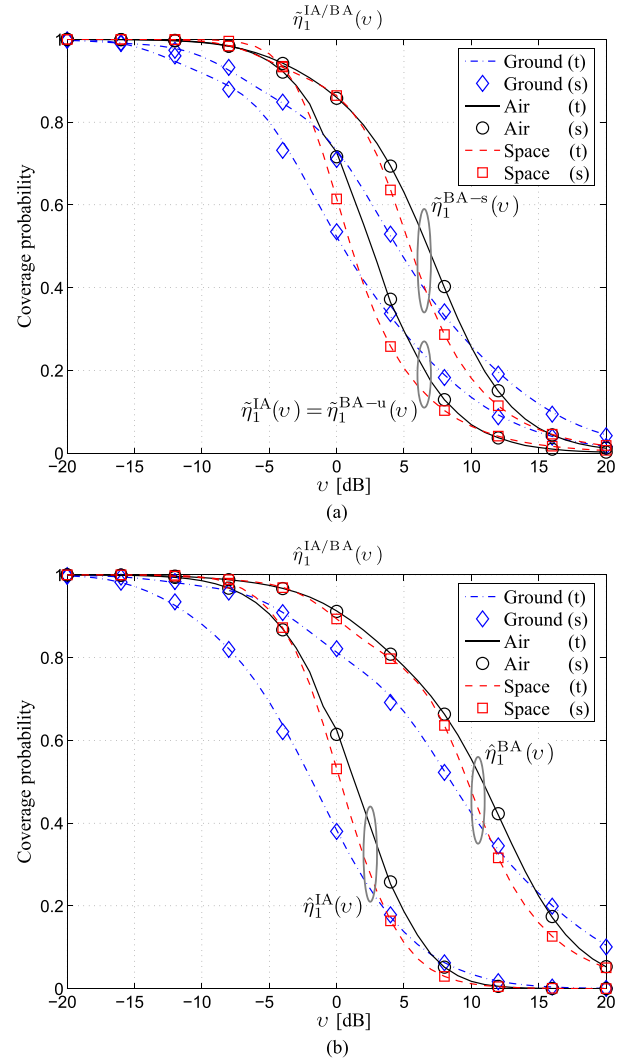 η̃₁^{IA/BA}(υ)
1
0.8
0.6
0.4
0.2
0
Coverage probability
Ground (t)
Ground (s)
Air (t)
Air (s)
Space (t)
Space (s)
η̃₁^{BA−s}(υ)
η̃₁^{IA}(υ) = η̃₁^{BA−u}(υ)
−20 −15 −10 −5 0 5 10 15 20
υ [dB]
(a)
η̂₁^{IA/BA}(υ)
1
0.8
0.6
0.4
0.2
0
Coverage probability
Ground (t)
Ground (s)
Air (t)
Air (s)
Space (t)
Space (s)
η̂₁^{BA}(υ)
η̂₁^{IA}(υ)
−20 −15 −10 −5 0 5 10 15 20
υ [dB]
(b)